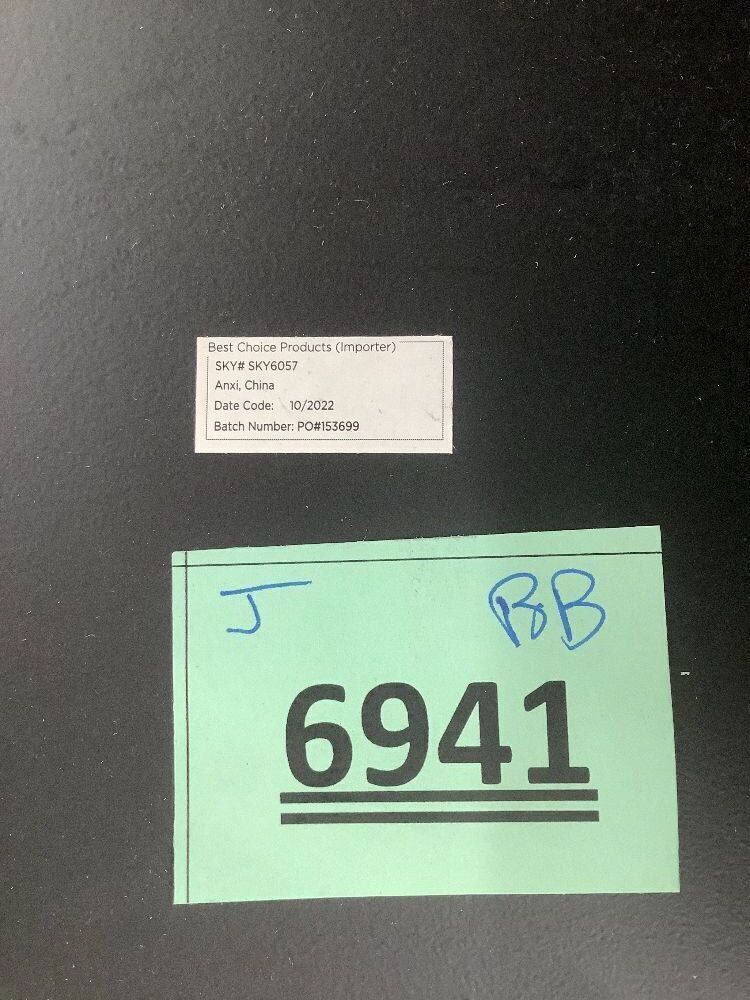 Best Choice Products (Importer)
SKY# SKY6057
Anxi, China
Date Code: 10/2022
Batch Number: PO#153699
J BB
6941